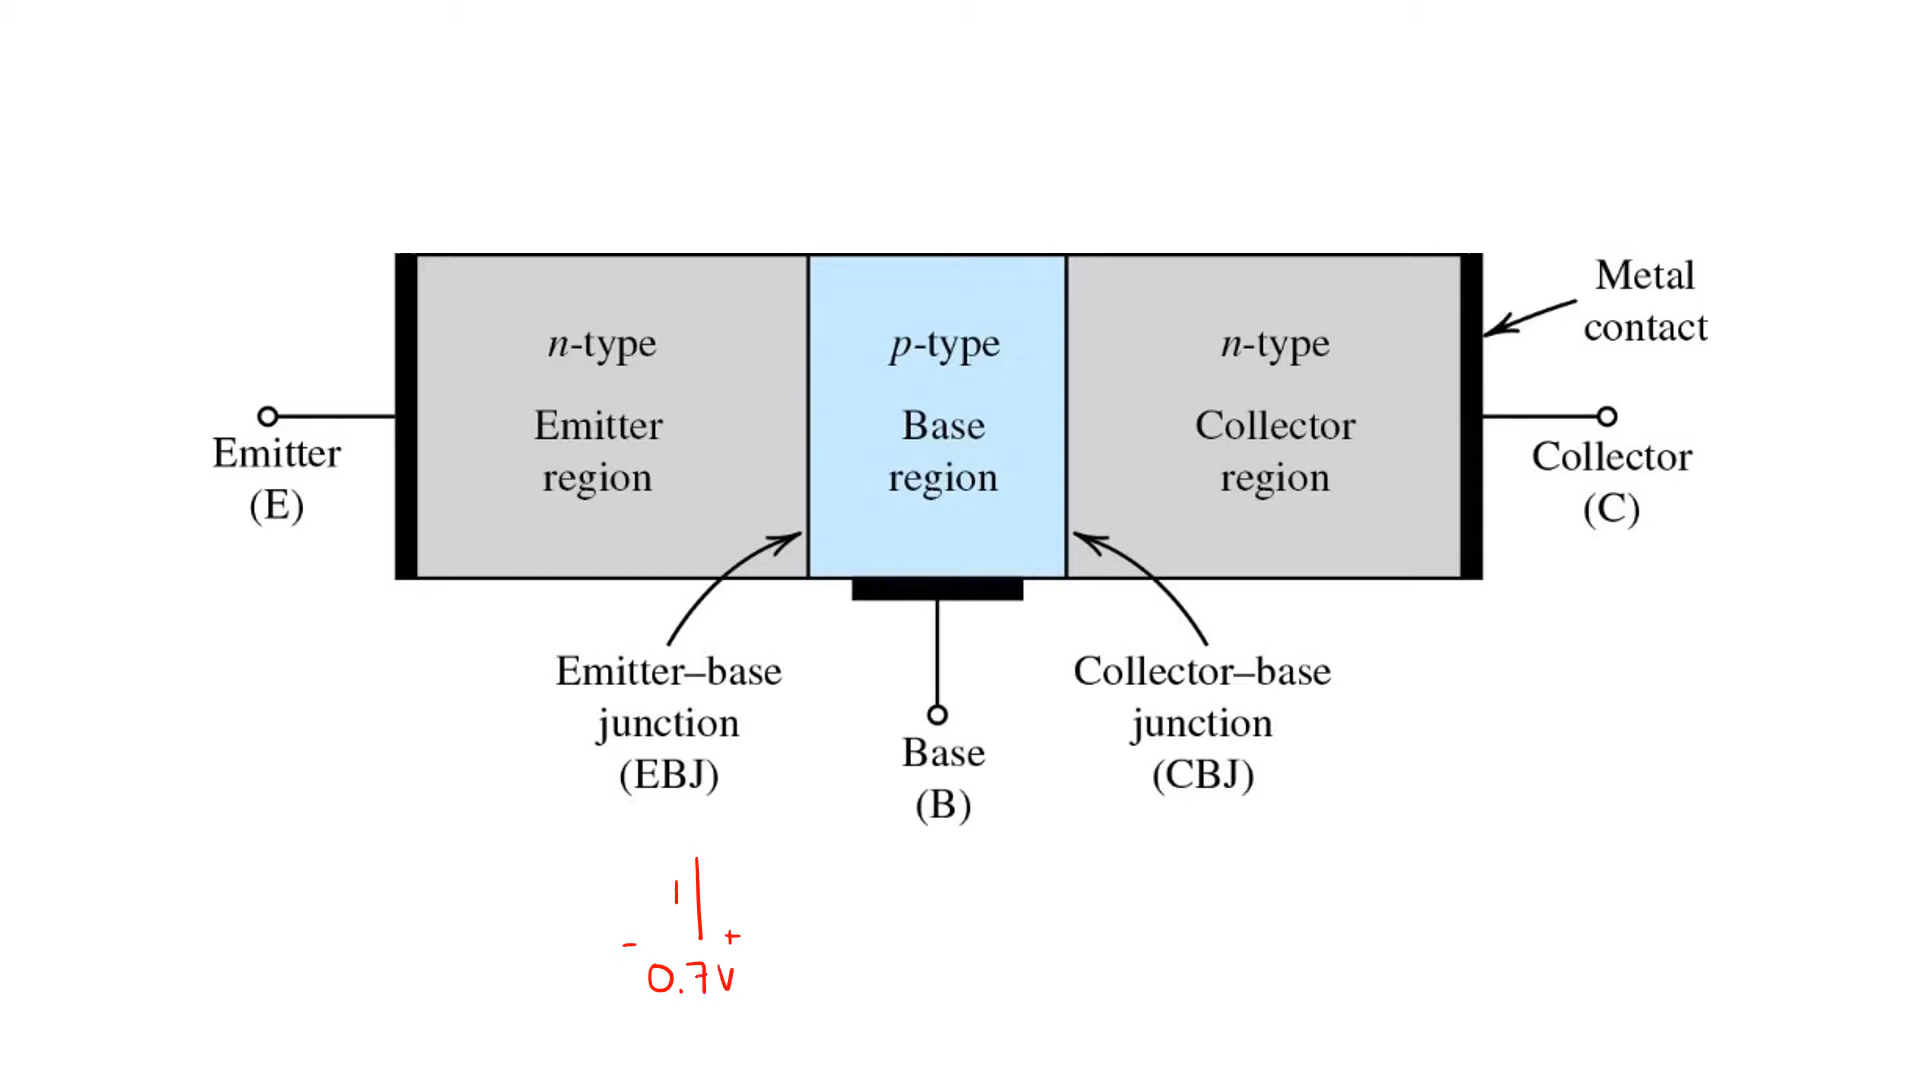 n-type
Emitter
region
p-type
Base
region
n-type
Collector
region
Metal
contact
Emitter
(E)
Collector
(C)
Emitter–base
junction
(EBJ)
Base
(B)
Collector–base
junction
(CBJ)
- +
0.7V